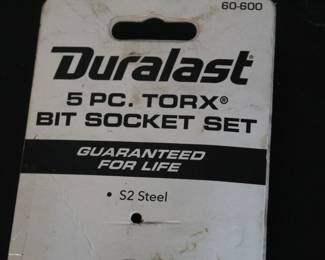 60-600
Duralast
5 PC. TORX®
BIT SOCKET SET
GUARANTEED
FOR LIFE
• S2 Steel